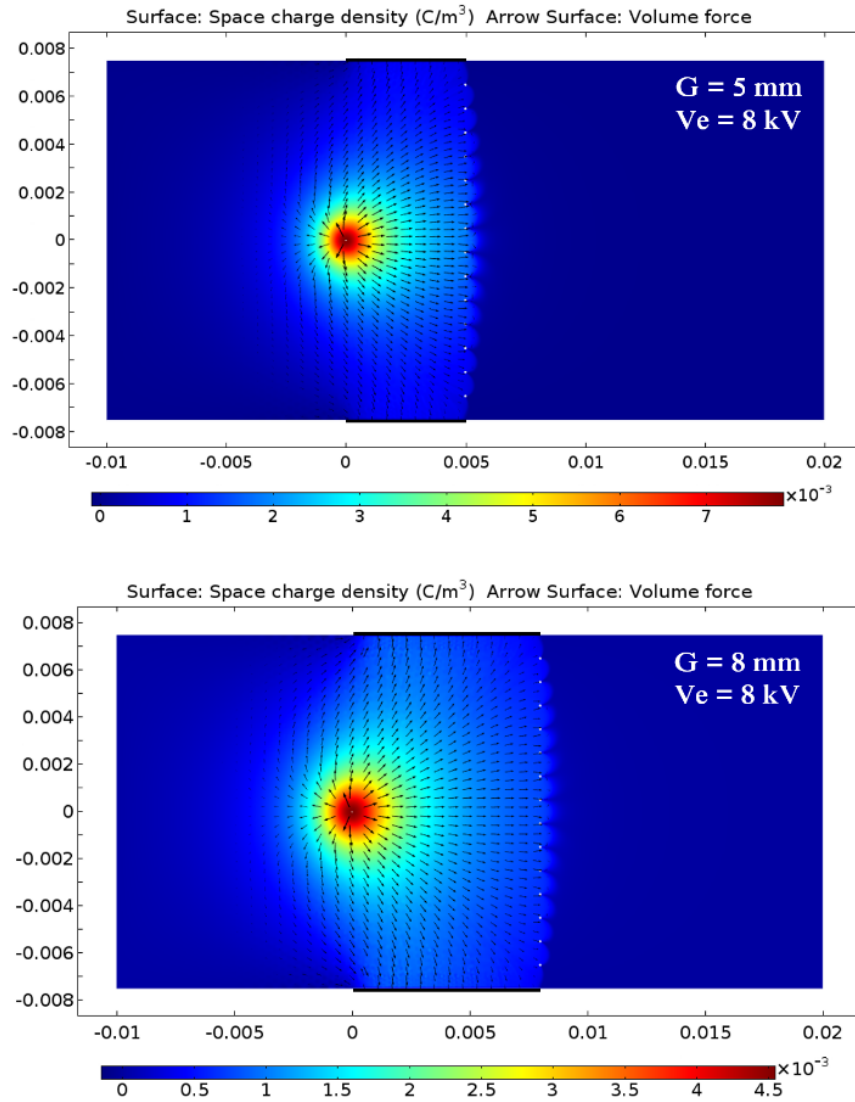 Surface: Space charge density (C/m³)  Arrow Surface: Volume force
G = 5 mm
Ve = 8 kV
0.008
0.006
0.004
0.002
0
-0.002
-0.004
-0.006
-0.008
-0.01 -0.005 0 0.005 0.01 0.015 0.02
×10⁻³
0 1 2 3 4 5 6 7
Surface: Space charge density (C/m³)  Arrow Surface: Volume force
G = 8 mm
Ve = 8 kV
0.008
0.006
0.004
0.002
0
-0.002
-0.004
-0.006
-0.008
-0.01 -0.005 0 0.005 0.01 0.015 0.02
×10⁻³
0 0.5 1 1.5 2 2.5 3 3.5 4 4.5